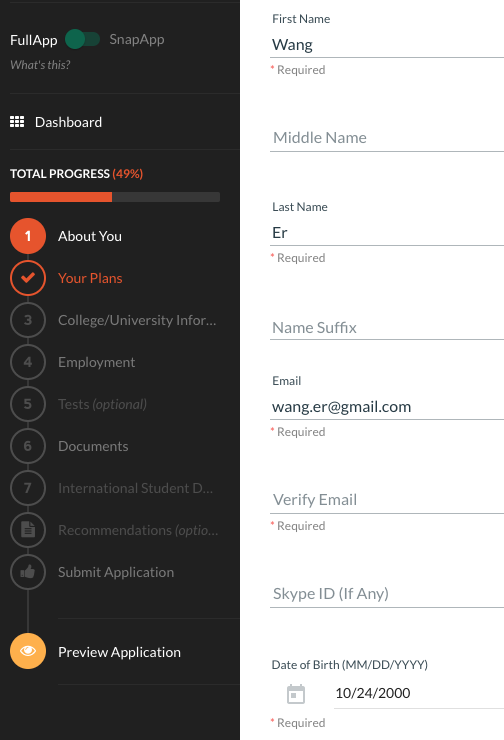 FullApp SnapApp
What's this?
Dashboard
TOTAL PROGRESS (49%)
1 About You
Your Plans
3 College/University Infor...
4 Employment
5 Tests (optional)
6 Documents
7 International Student D...
Recommendations (optio...
Submit Application
Preview Application
First Name
Wang
* Required
Middle Name
Last Name
Er
* Required
Name Suffix
Email
wang.er@gmail.com
* Required
Verify Email
* Required
Skype ID (If Any)
Date of Birth (MM/DD/YYYY)
10/24/2000
* Required